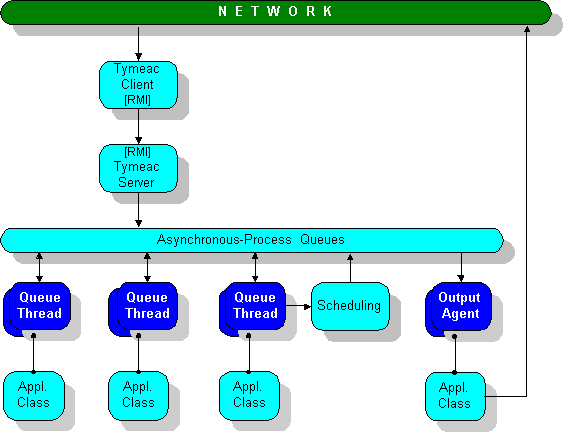 N E T W O R K
Tymeac
Client
[RMI]
[RMI]
Tymeac
Server
Asynchronous-Process Queues
Queue
Thread
Queue
Thread
Queue
Thread
Scheduling
Output
Agent
Appl.
Class
Appl.
Class
Appl.
Class
Appl.
Class